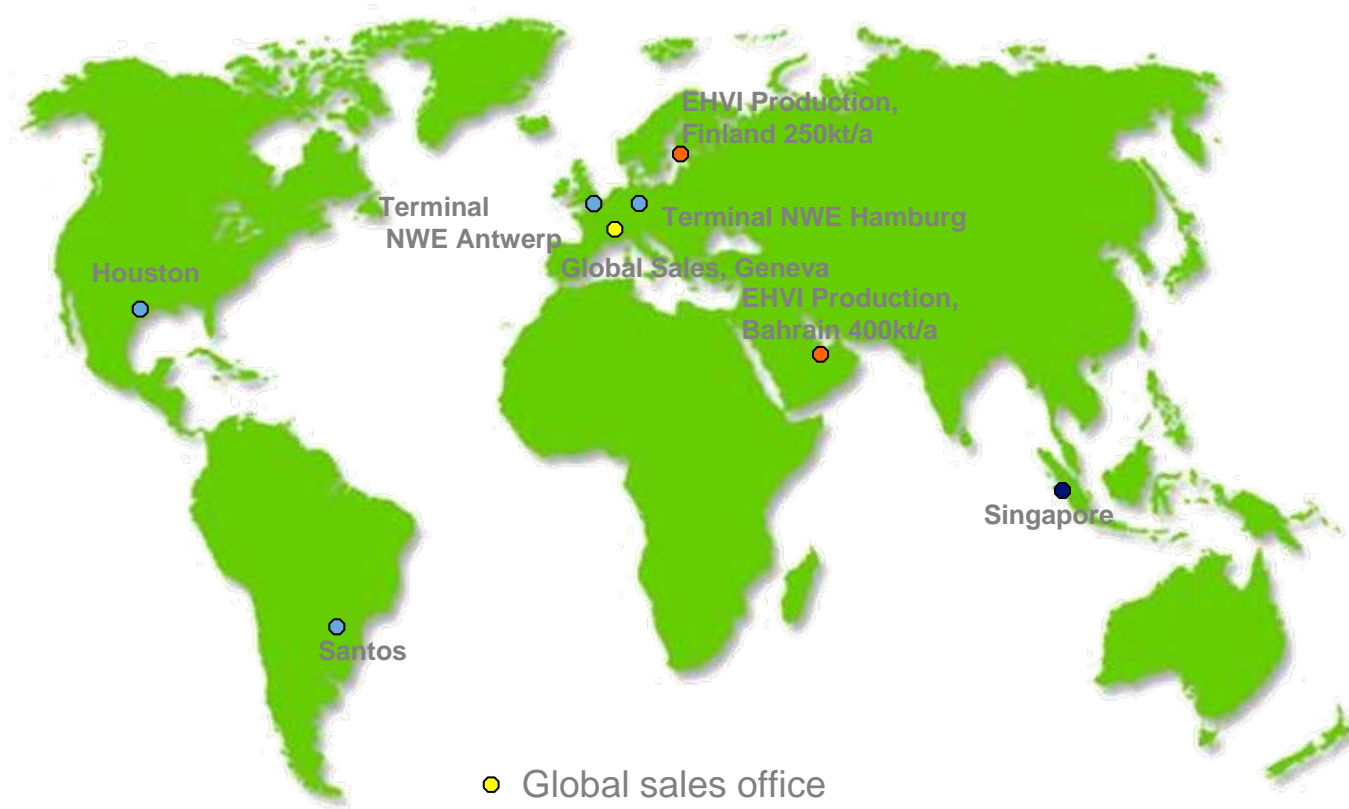 EHVI Production,
Finland 250kt/a
Terminal
NWE Antwerp
Terminal NWE Hamburg
Houston
Global Sales, Geneva
EHVI Production,
Bahrain 400kt/a
Singapore
Santos
Global sales office